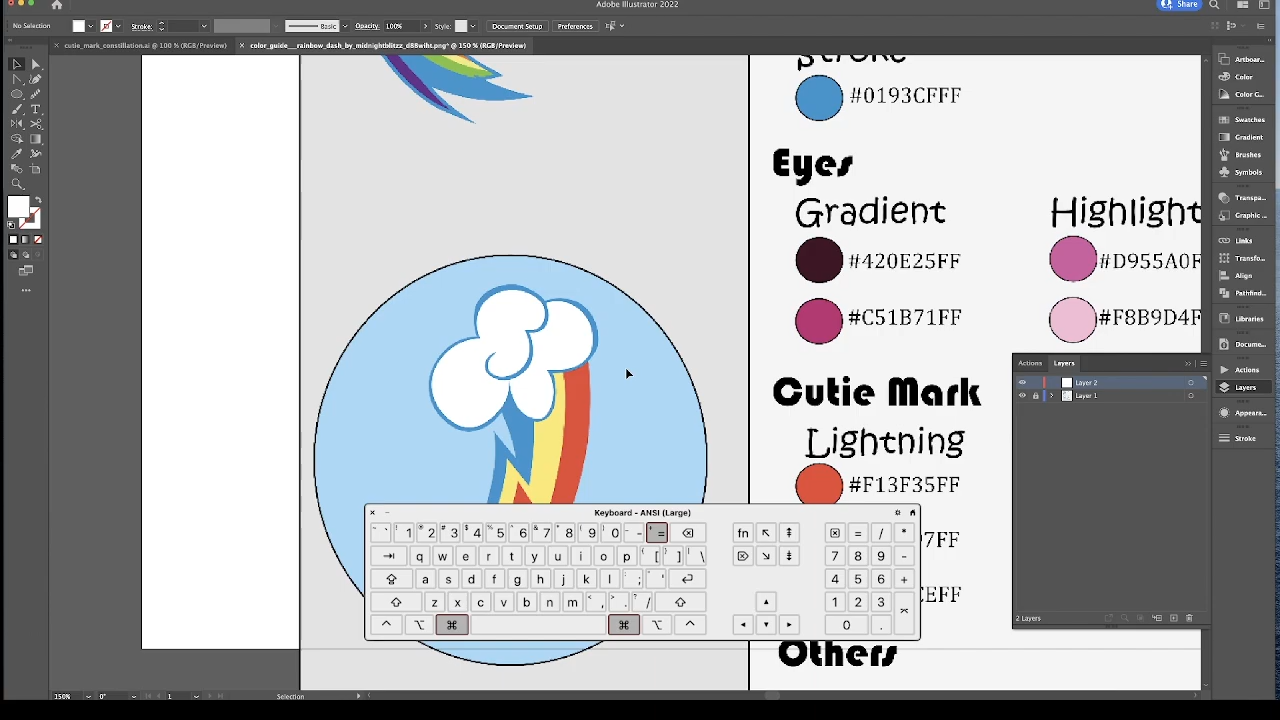 Adobe Illustrator 2022
Share
No Selection
Stroke:
Basic
Opacity:
100%
Style:
Document Setup
Preferences
× cutie_mark_constillation.ai @ 100 % (RGB/Preview)
× color_guide__rainbow_dash_by_midnightblitzz_d88wiht.png* @ 150 % (RGB/Preview)
Stroke
#0193CFFF
Eyes
Gradient
Highlight
#420E25FF
#D955A0F
#C51B71FF
#F8B9D4F
Cutie Mark
Lightning
#F13F35FF
97FF
CEFF
Others
Artboar...
Color
Color G...
Swatches
Gradient
Brushes
Symbols
Transpa...
Graphic ...
Links
Transfo...
Align
Pathfind...
Libraries
Docume...
Actions
Layers
Appeara...
Stroke
Actions
Layers
Layer 2
Layer 1
2 Layers
Keyboard - ANSI (Large)
~ ` ! 1 @ 2 # 3 $ 4 % 5 ^ 6 & 7 * 8 ( 9 ) 0 _ - + =
q w e r t y u i o p { [ } ] | \
a s d f g h j k l : ; " '
z x c v b n m < , > . ? /
fn
= / *
7 8 9 -
4 5 6 +
1 2 3
0 .
150%
0°
1
Selection